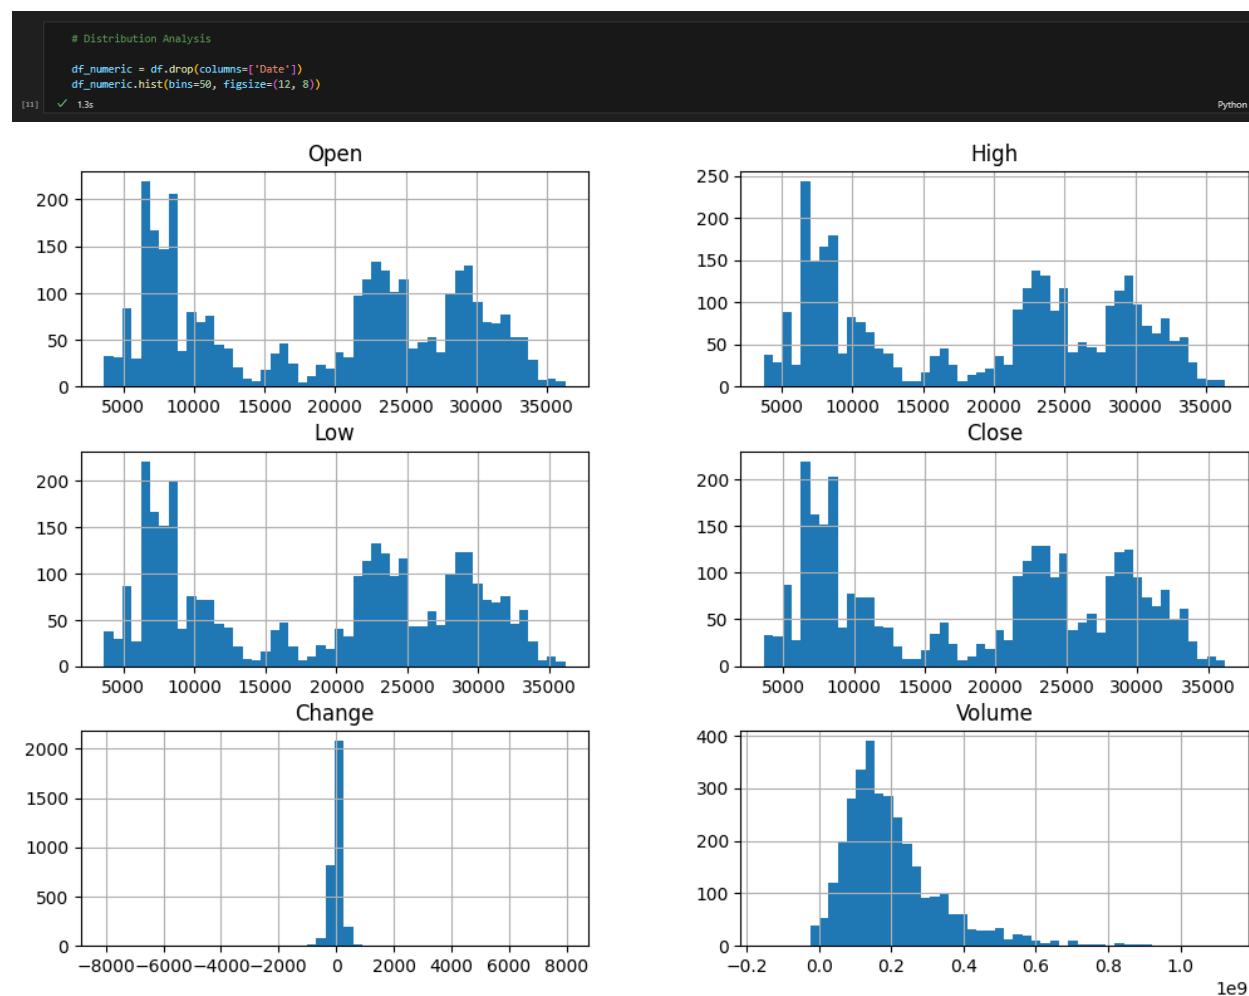 # Distribution Analysis
df_numeric = df.drop(columns=['Date'])
df_numeric.hist(bins=50, figsize=(12, 8))
[11] ✓ 1.3s Python
Open
200
150
100
50
0
5000 10000 15000 20000 25000 30000 35000
High
250
200
150
100
50
0
5000 10000 15000 20000 25000 30000 35000
Low
200
150
100
50
0
5000 10000 15000 20000 25000 30000 35000
Close
200
150
100
50
0
5000 10000 15000 20000 25000 30000 35000
Change
2000
1500
1000
500
0
−8000 −6000 −4000 −2000 0 2000 4000 6000 8000
Volume
400
300
200
100
0
−0.2 0.0 0.2 0.4 0.6 0.8 1.0
1e9